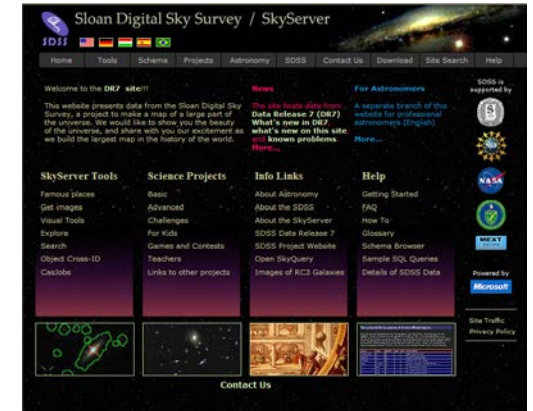 Sloan Digital Sky Survey / SkyServer
SDSS
Home Tools Schema Projects Astronomy SDSS Contact Us Download Site Search Help
Welcome to the DR7 site!!!
This website presents data from the Sloan Digital Sky
Survey, a project to make a map of a large part of
the universe. We would like to show you the beauty
of the universe, and share with you our excitement as
we build the largest map in the history of the world.
News
The site hosts data from
Data Release 7 (DR7).
What's new in DR7,
what's new on this site,
and known problems.
More...
For Astronomers
A separate branch of this
website for professional
astronomers (English)
More...
SDSS is
supported by
NASA
MEXT
Powered by
Microsoft
Site Traffic
Privacy Policy
SkyServer Tools
Famous places
Get images
Visual Tools
Explore
Search
Object Cross-ID
CasJobs
Science Projects
Basic
Advanced
Challenges
For Kids
Games and Contests
Teachers
Links to other projects
Info Links
About Astronomy
About the SDSS
About the SkyServer
SDSS Data Release 7
SDSS Project Website
Open SkyQuery
Images of RC3 Galaxies
Help
Getting Started
FAQ
How To
Glossary
Schema Browser
Sample SQL Queries
Details of SDSS Data
Contact Us